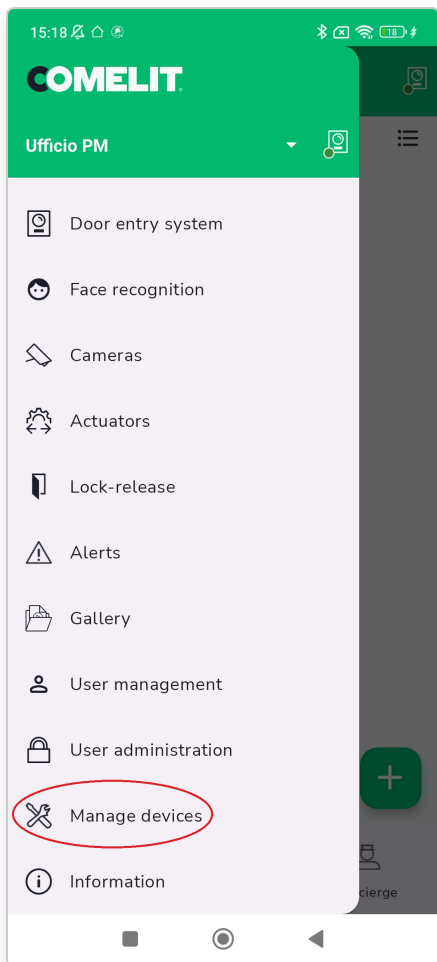 15:18
18
COMELIT
Ufficio PM
Door entry system
Face recognition
Cameras
Actuators
Lock-release
Alerts
Gallery
User management
User administration
Manage devices
Information
cierge